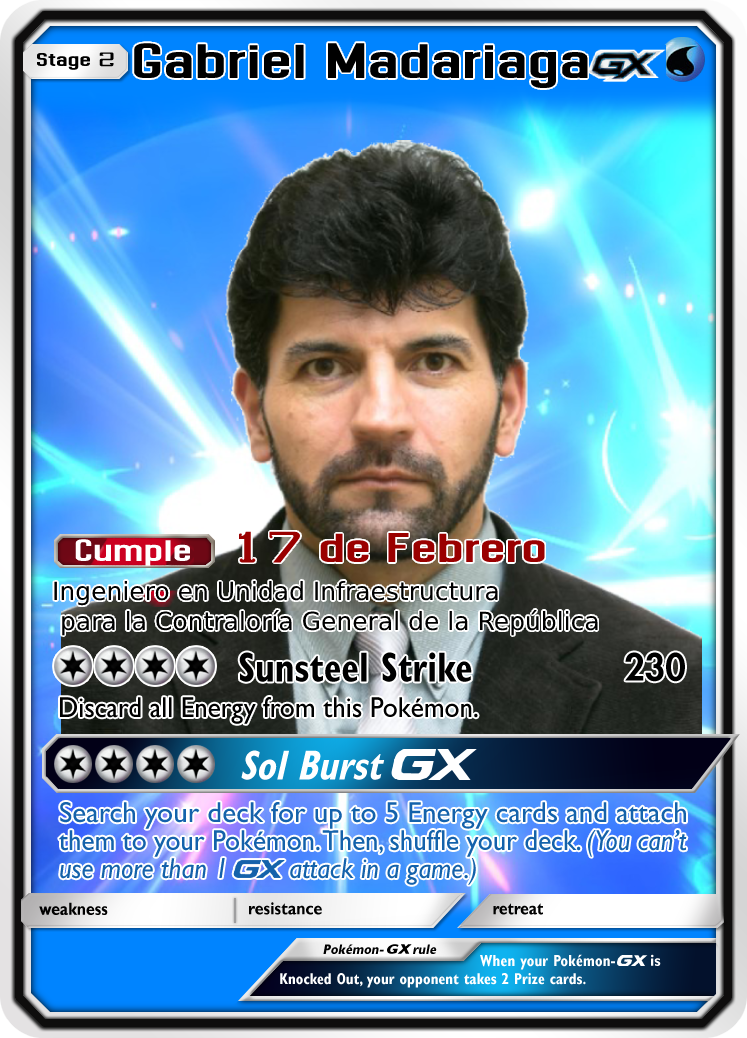 Stage 2 Gabriel Madariaga GX
Cumple 17 de Febrero
Ingeniero en Unidad Infraestructura
para la Contraloría General de la República
Sunsteel Strike 230
Discard all Energy from this Pokémon.
Sol Burst GX
Search your deck for up to 5 Energy cards and attach
them to your Pokémon. Then, shuffle your deck. (You can't
use more than 1 GX attack in a game.)
weakness resistance retreat
Pokémon-GX rule
When your Pokémon-GX is
Knocked Out, your opponent takes 2 Prize cards.